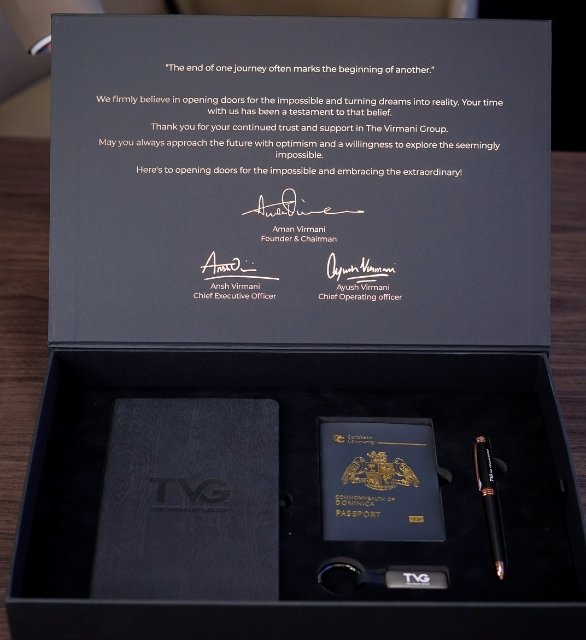 "The end of one journey often marks the beginning of another."
We firmly believe in opening doors for the impossible and turning dreams into reality. Your time
with us has been a testament to that belief.
Thank you for your continued trust and support in The Virmani Group.
May you always approach the future with optimism and a willingness to explore the seemingly
impossible.
Here's to opening doors for the impossible and embracing the extraordinary!
Aman Virmani
Founder & Chairman
Ansh Virmani
Chief Executive Officer
Ayush Virmani
Ayush Virmani
Chief Operating officer
TVG
THE VIRMANI GROUP
Caribbean
Community
COMMONWEALTH OF
DOMINICA
PASSPORT
TVG